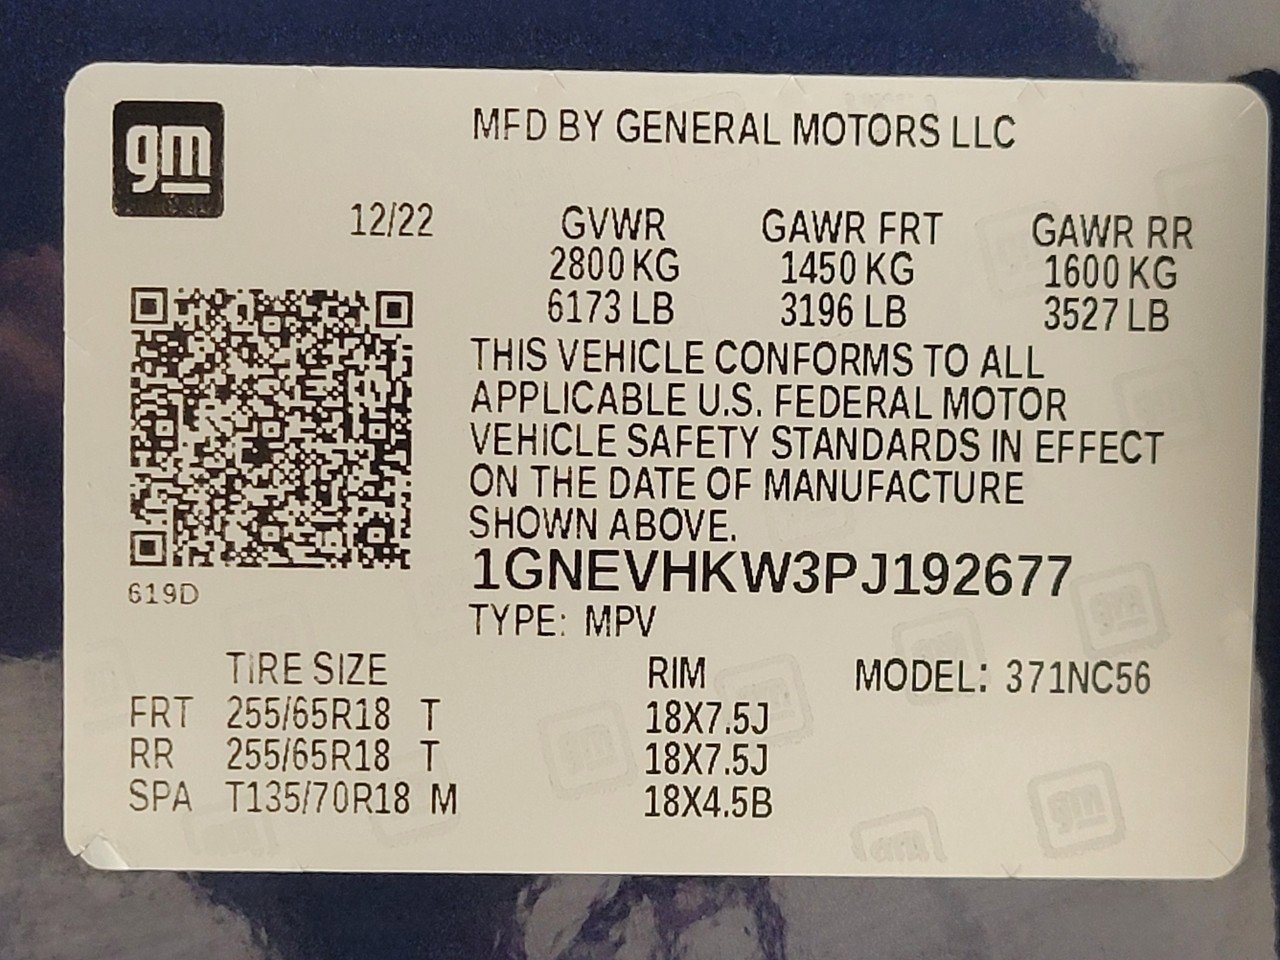 gm
MFD BY GENERAL MOTORS LLC
12/22 GVWR GAWR FRT GAWR RR
2800 KG 1450 KG 1600 KG
6173 LB 3196 LB 3527 LB
THIS VEHICLE CONFORMS TO ALL
APPLICABLE U.S. FEDERAL MOTOR
VEHICLE SAFETY STANDARDS IN EFFECT
ON THE DATE OF MANUFACTURE
SHOWN ABOVE.
1GNEVHKW3PJ192677
619D
TYPE: MPV
TIRE SIZE RIM MODEL: 371NC56
FRT 255/65R18 T 18X7.5J
RR 255/65R18 T 18X7.5J
SPA T135/70R18 M 18X4.5B